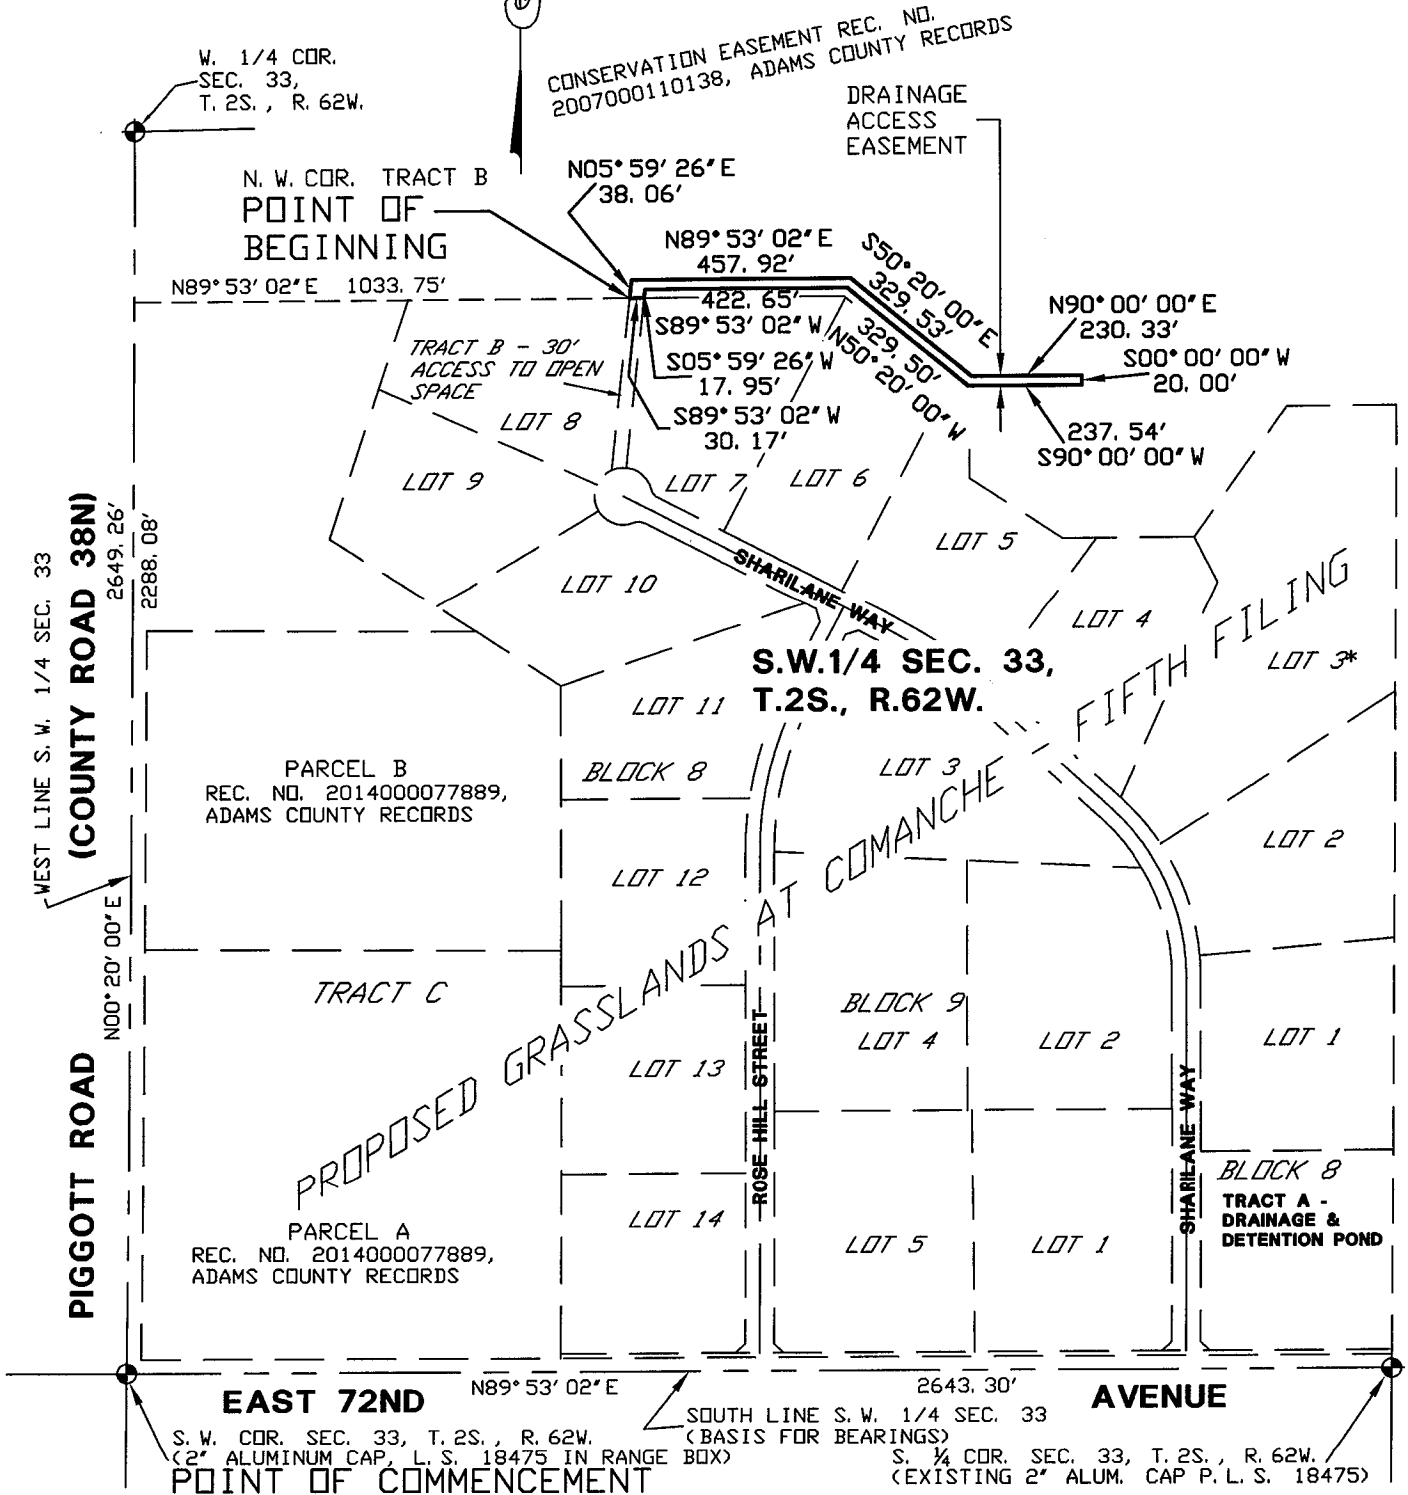 W. 1/4 COR.
SEC. 33,
T. 2S., R. 62W.
CONSERVATION EASEMENT REC. NO.
2007000110138, ADAMS COUNTY RECORDS
DRAINAGE
ACCESS
EASEMENT
N05°59'26"E
38.06'
N. W. COR. TRACT B
POINT OF
BEGINNING
N89°53'02"E 1033.75'
N89°53'02"E
457.92'
422.65'
S89°53'02"W
S50°20'00"E
329.53'
329.50'
N50°20'00"W
N90°00'00"E
230.33'
S00°00'00"W
20.00'
237.54'
S90°00'00"W
S05°59'26"W
17.95'
S89°53'02"W
30.17'
TRACT B - 30'
ACCESS TO OPEN
SPACE
LOT 8
LOT 9
LOT 7
LOT 6
LOT 5
LOT 10
LOT 4
LOT 3*
SHARILANE WAY
S.W.1/4 SEC. 33,
T.2S., R.62W.
LOT 11
BLOCK 8
LOT 3
LOT 2
LOT 12
WEST LINE S. W. 1/4 SEC. 33
(COUNTY ROAD 38N)
2649.26'
2288.08'
N00°20'00"E
PIGGOTT ROAD
PARCEL B
REC. NO. 2014000077889,
ADAMS COUNTY RECORDS
PROPOSED GRASSLANDS AT COMANCHE FIFTH FILING
TRACT C
BLOCK 9
LOT 4
LOT 2
LOT 1
LOT 13
ROSE HILL STREET
SHARILANE WAY
BLOCK 8
TRACT A -
DRAINAGE &
DETENTION POND
LOT 14
LOT 5
LOT 1
PARCEL A
REC. NO. 2014000077889,
ADAMS COUNTY RECORDS
EAST 72ND
N89°53'02"E
2643.30'
AVENUE
SOUTH LINE S. W. 1/4 SEC. 33
(BASIS FOR BEARINGS)
S. W. COR. SEC. 33, T. 2S., R. 62W.
(2" ALUMINUM CAP, L. S. 18475 IN RANGE BOX)
POINT OF COMMENCEMENT
S. ¼ COR. SEC. 33, T. 2S., R. 62W.
(EXISTING 2" ALUM. CAP P. L. S. 18475)